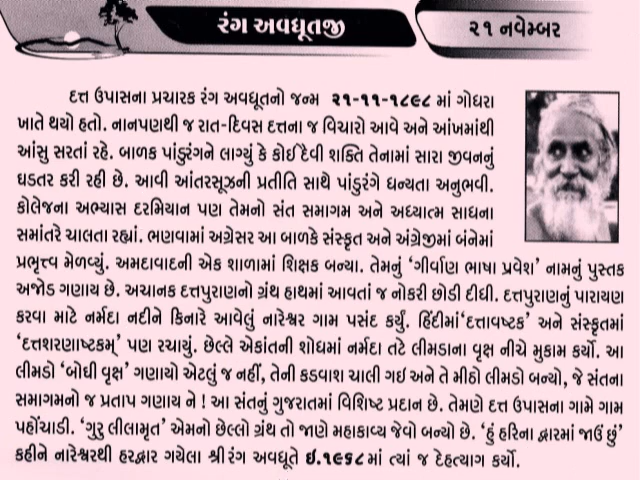 રંગ અવધૂતજી
૨૧ નવેમ્બર
દત્ત ઉપાસના પ્રચારક રંગ અવધૂતનો જન્મ ૨૧-૧૧-૧૮૯૮ માં ગોધરા
ખાતે થયો હતો. નાનપણથી જ રાત-દિવસ દત્તના જ વિચારો આવે અને આંખમાંથી
આંસુ સરતાં રહે. બાળક પાંડુરંગને લાગ્યું કે કોઈ દૈવી શક્તિ તેનામાં સારા જીવનનું
ઘડતર કરી રહી છે. આવી આંતરસૂઝની પ્રતીતિ સાથે પાંડુરંગે ધન્યતા અનુભવી.
કોલેજના અભ્યાસ દરમિયાન પણ તેમનો સંત સમાગમ અને અધ્યાત્મ સાધના
સમાંતરે ચાલતા રહ્યાં. ભણવામાં અગ્રેસર આ બાળકે સંસ્કૃત અને અંગ્રેજીમાં બંનેમાં
પ્રભૃત્વ મેળવ્યું. અમદાવાદની એક શાળામાં શિક્ષક બન્યા. તેમનું ‘ગીર્વાણ ભાષા પ્રવેશ’ નામનું પુસ્તક
અજોડ ગણાય છે. અચાનક દત્તપુરાણનો ગ્રંથ હાથમાં આવતાં જ નોકરી છોડી દીધી. દત્તપુરાણનું પારાયણ
કરવા માટે નર્મદા નદીને કિનારે આવેલું નારેશ્વર ગામ પસંદ કર્યું. હિંદીમાં‘દત્તાવષ્ટક’ અને સંસ્કૃતમાં
‘દત્તશરણાષ્ટકમ્’ પણ રચાયું. છેલ્લે એકાંતની શોધમાં નર્મદા તટે લિમડાના વૃક્ષ નીચે મુકામ કર્યો. આ
લીમડો ‘બોધી વૃક્ષ’ ગણાયો એટલું જ નહીં, તેની કડવાશ ચાલી ગઇ અને તે મીઠો લીમડો બન્યો, જે સંતના
સમાગમનો જ પ્રતાપ ગણાય ને ! આ સંતનું ગુજરાતમાં વિશિષ્ટ પ્રદાન છે. તેમણે દત્ત ઉપાસના ગામે ગામ
પહોંચાડી. ‘ગુરુ લીલામૃત’ એમનો છેલ્લો ગ્રંથ તો જાણે મહાકાવ્ય જેવો બન્યો છે. ‘હું હરિના દ્વારમાં જાઉં છું’
કહીને નારેશ્વરથી હરદ્વાર ગયેલા શ્રી રંગ અવધૂતે ઇ.૧૯૬૮ માં ત્યાં જ દેહત્યાગ કર્યો.